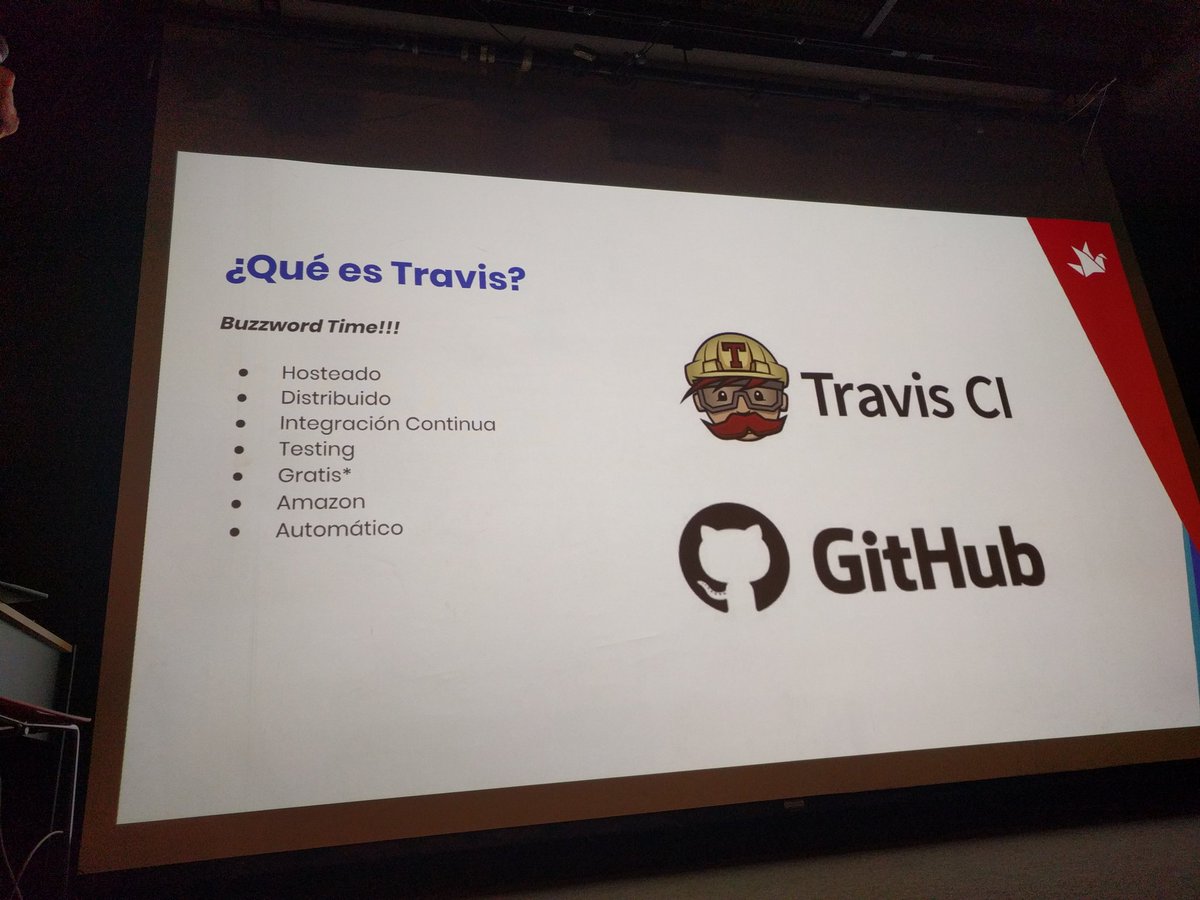 ¿Qué es Travis?
Buzzword Time!!!
● Hosteado
● Distribuido
● Integración Continua
● Testing
● Gratis*
● Amazon
● Automático
T
Travis CI
GitHub